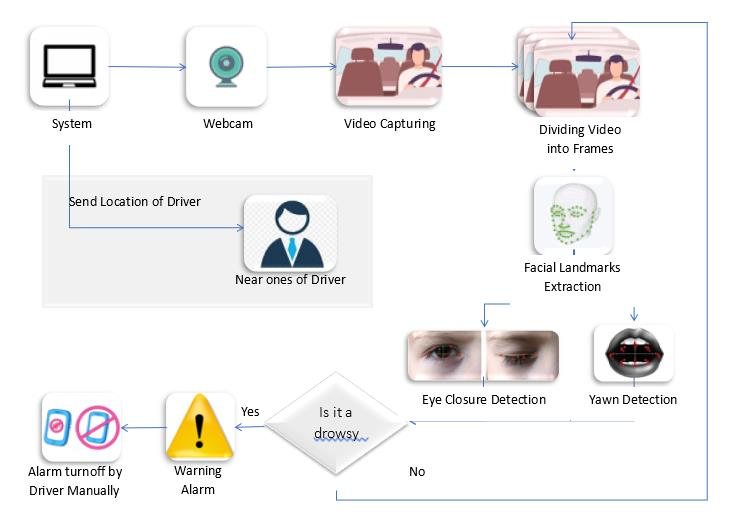 System
Webcam
Video Capturing
Dividing Video
into Frames
Send Location of Driver
Near ones of Driver
Facial Landmarks
Extraction
Eye Closure Detection
Yawn Detection
Is it a
drowsy
Yes
No
Warning
Alarm
Alarm turnoff by
Driver Manually